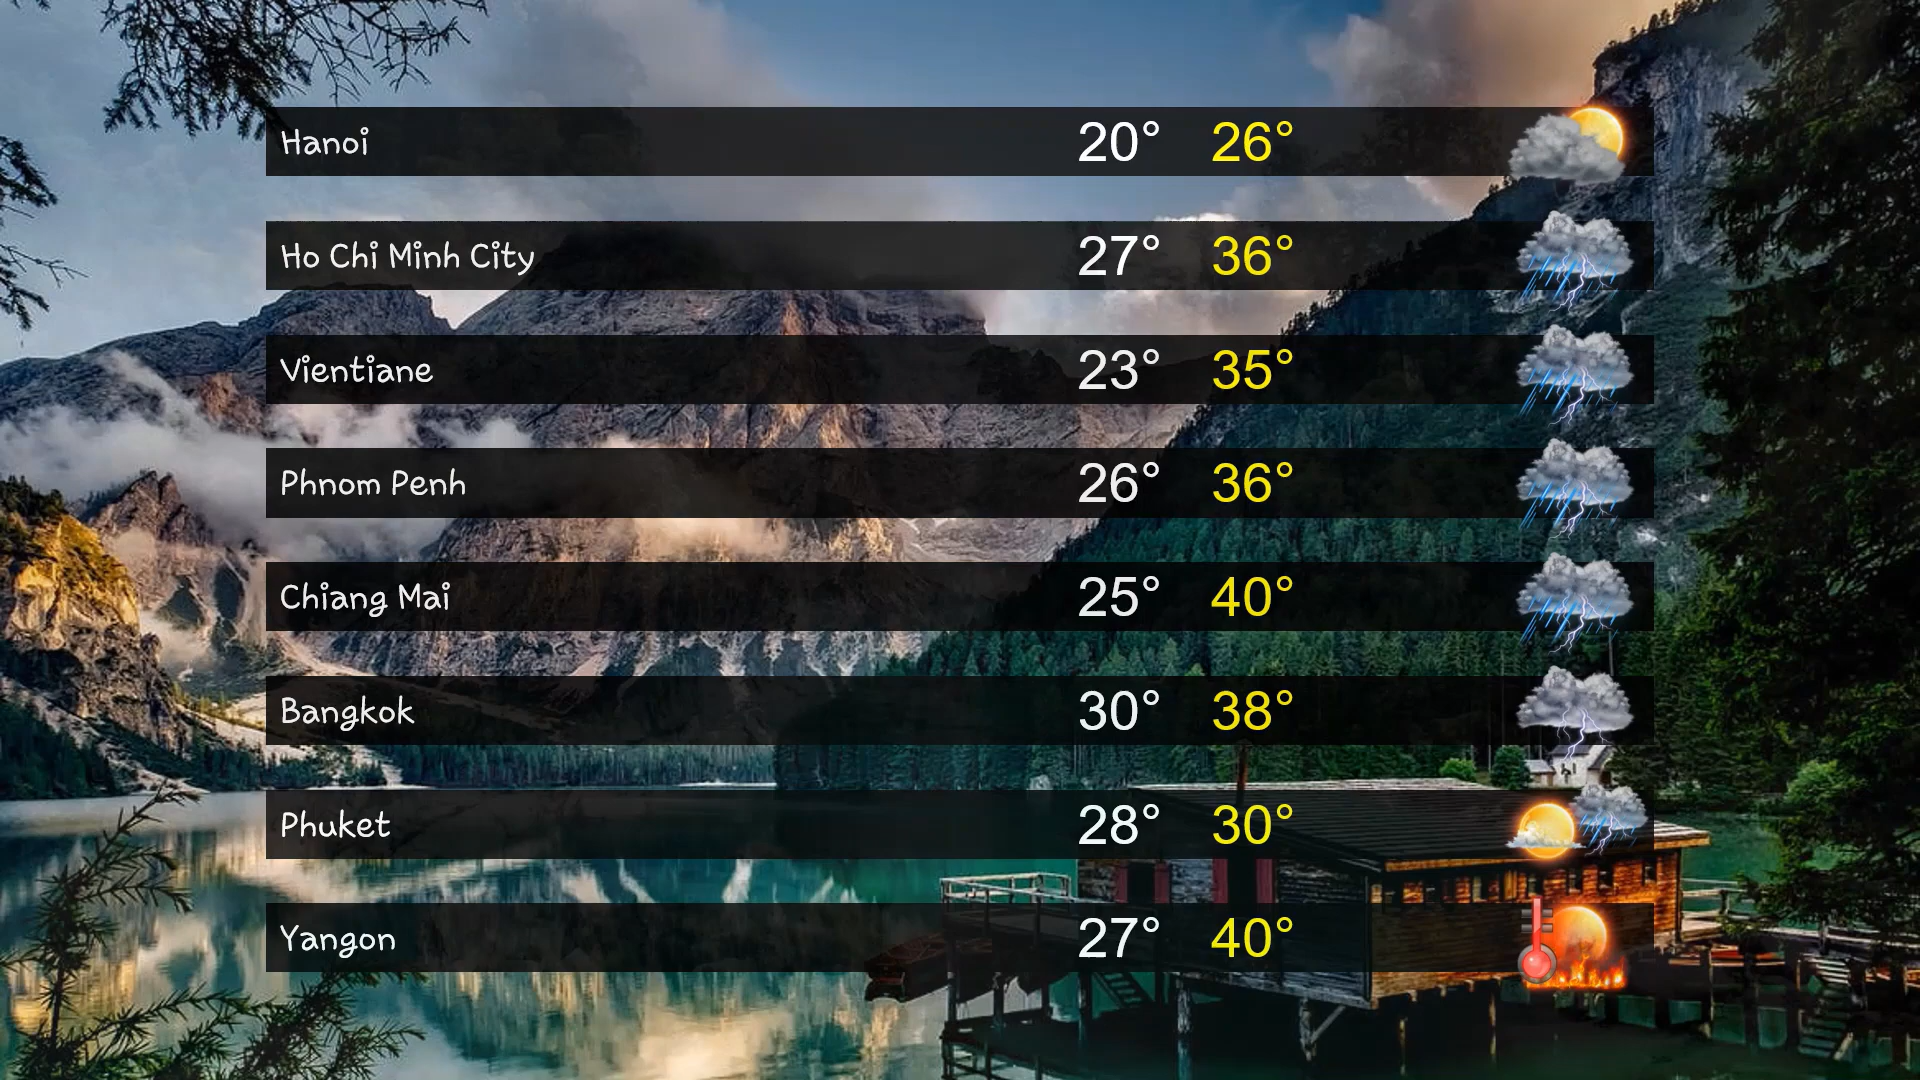 Hanoi 20° 26°
Ho Chi Minh City 27° 36°
Vientiane 23° 35°
Phnom Penh 26° 36°
Chiang Mai 25° 40°
Bangkok 30° 38°
Phuket 28° 30°
Yangon 27° 40°